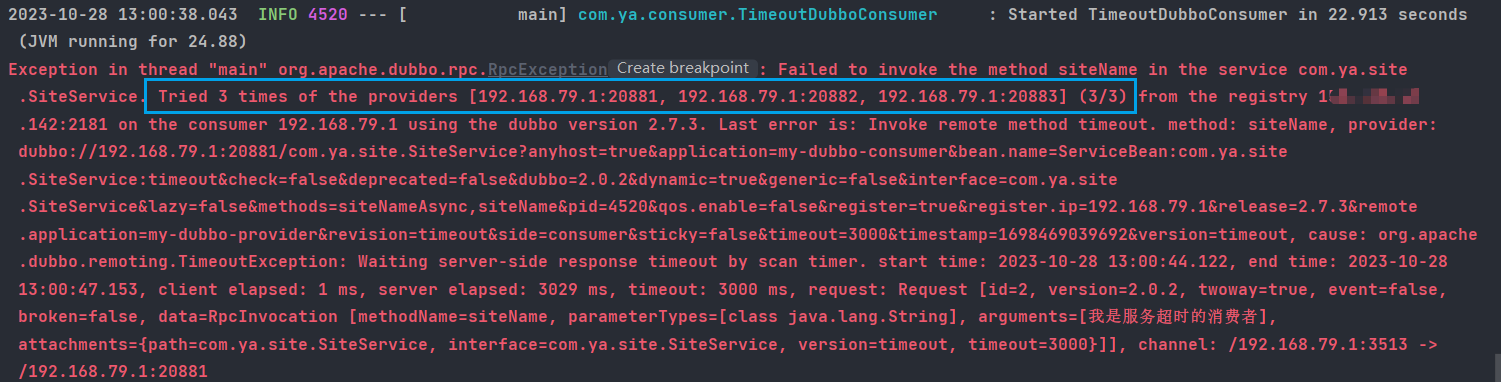 2023-10-28 13:00:38.043  INFO 4520 --- [           main] com.ya.consumer.TimeoutDubboConsumer     : Started TimeoutDubboConsumer in 22.913 seconds
(JVM running for 24.88)
Exception in thread "main" org.apache.dubbo.rpc.RpcException Create breakpoint : Failed to invoke the method siteName in the service com.ya.site
.SiteService. Tried 3 times of the providers [192.168.79.1:20881, 192.168.79.1:20882, 192.168.79.1:20883] (3/3) from the registry
.142:2181 on the consumer 192.168.79.1 using the dubbo version 2.7.3. Last error is: Invoke remote method timeout. method: siteName, provider:
dubbo://192.168.79.1:20881/com.ya.site.SiteService?anyhost=true&application=my-dubbo-consumer&bean.name=ServiceBean:com.ya.site
.SiteService:timeout&check=false&deprecated=false&dubbo=2.0.2&dynamic=true&generic=false&interface=com.ya.site
.SiteService&lazy=false&methods=siteNameAsync,siteName&pid=4520&qos.enable=false&register=true&register.ip=192.168.79.1&release=2.7.3&remote
.application=my-dubbo-provider&revision=timeout&side=consumer&sticky=false&timeout=3000&timestamp=1698469039692&version=timeout, cause: org.apache
.dubbo.remoting.TimeoutException: Waiting server-side response timeout by scan timer. start time: 2023-10-28 13:00:44.122, end time: 2023-10-28
13:00:47.153, client elapsed: 1 ms, server elapsed: 3029 ms, timeout: 3000 ms, request: Request [id=2, version=2.0.2, twoway=true, event=false,
broken=false, data=RpcInvocation [methodName=siteName, parameterTypes=[class java.lang.String], arguments=[我是服务超时的消费者],
attachments={path=com.ya.site.SiteService, interface=com.ya.site.SiteService, version=timeout, timeout=3000}]], channel: /192.168.79.1:3513 ->
/192.168.79.1:20881